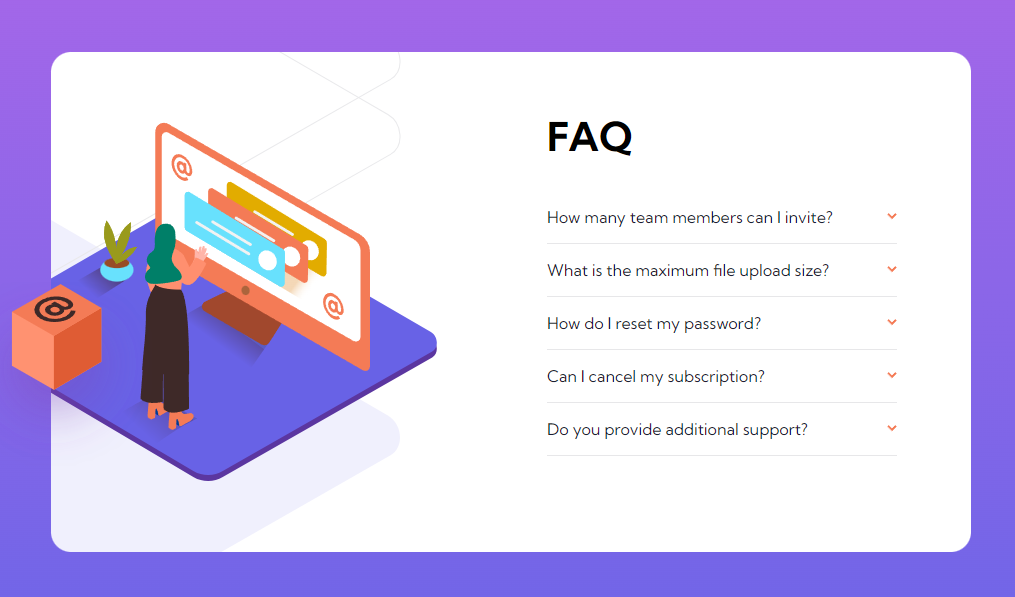 FAQ
How many team members can I invite?
What is the maximum file upload size?
How do I reset my password?
Can I cancel my subscription?
Do you provide additional support?
@
@
@